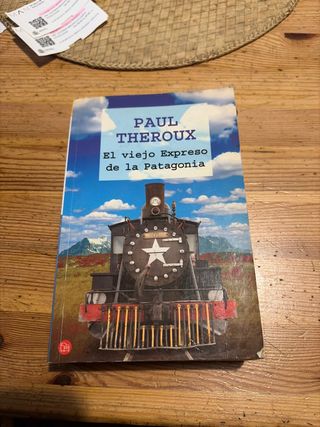 PAUL
THEROUX
El viejo Expreso
de la Patagonia